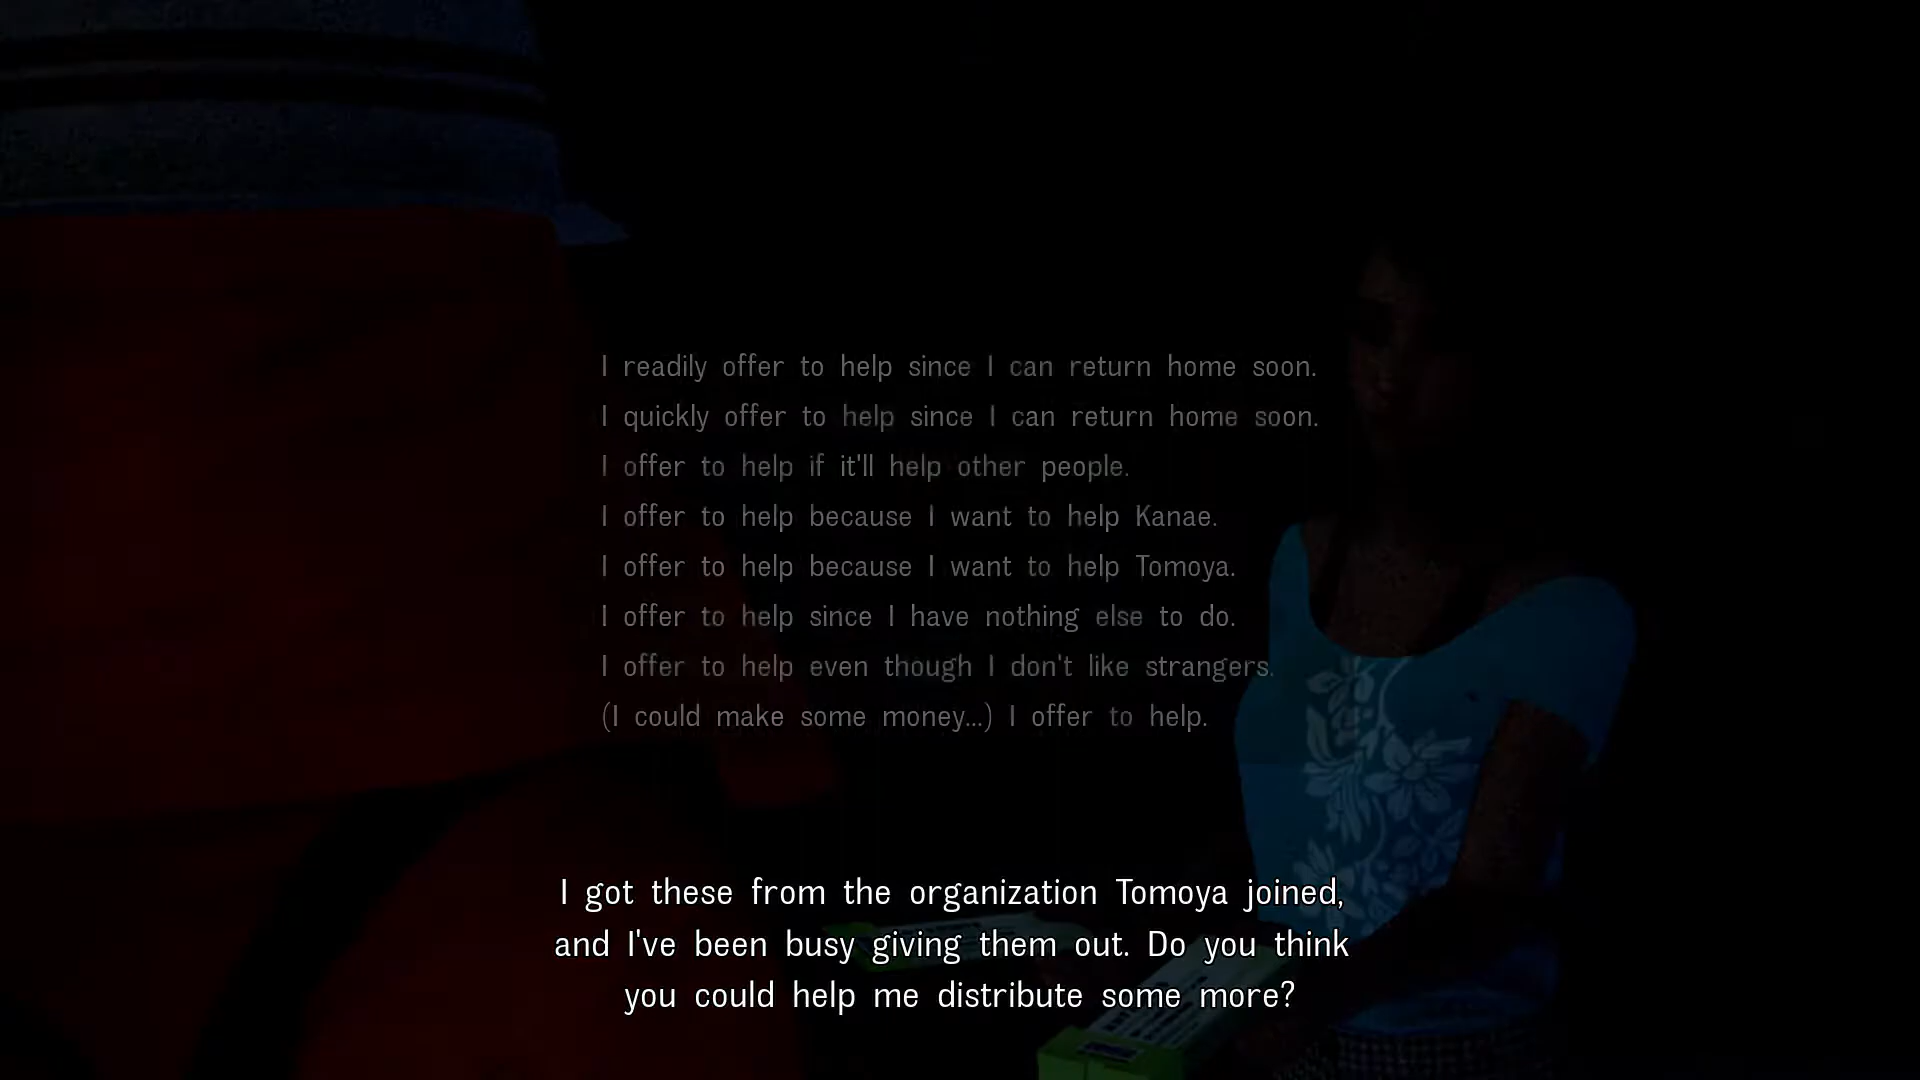 I readily offer to help since I can return home soon.
I quickly offer to help since I can return home soon.
I offer to help if it'll help other people.
I offer to help because I want to help Kanae.
I offer to help because I want to help Tomoya.
I offer to help since I have nothing else to do.
I offer to help even though I don't like strangers.
(I could make some money...) I offer to help.
I got these from the organization Tomoya joined,
and I've been busy giving them out. Do you think
you could help me distribute some more?